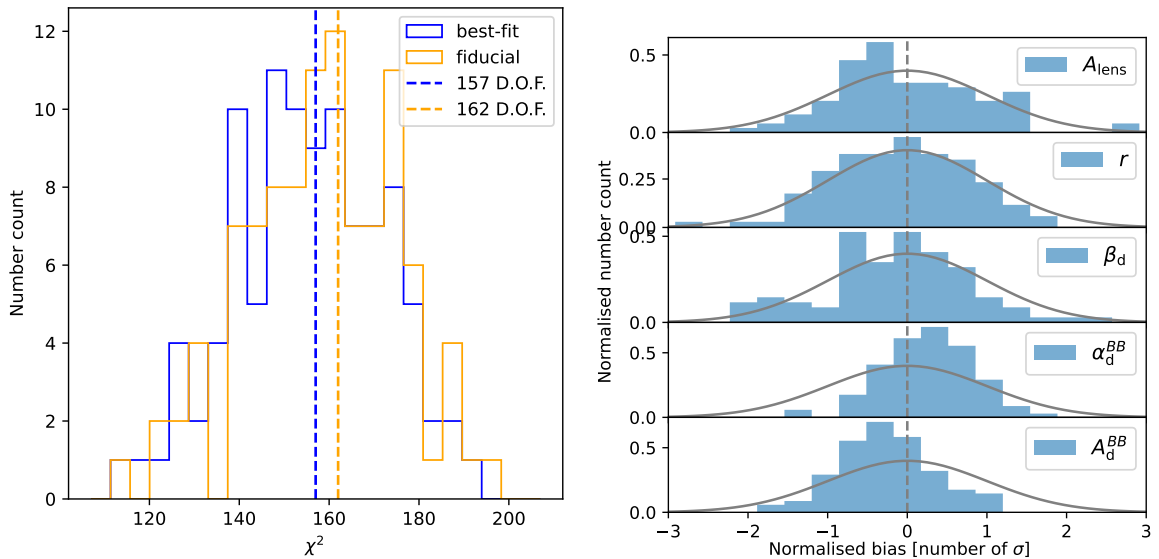 12
10
8
6
4
2
0
Number count
120 140 160 180 200
χ²
best-fit
fiducial
157 D.O.F.
162 D.O.F.
Normalised number count
0.5
0.0
A_lens
0.25
0.00
r
0.5
0.0
β_d
0.5
0.0
α_d^BB
0.5
0.0
A_d^BB
−3 −2 −1 0 1 2 3
Normalised bias [number of σ]